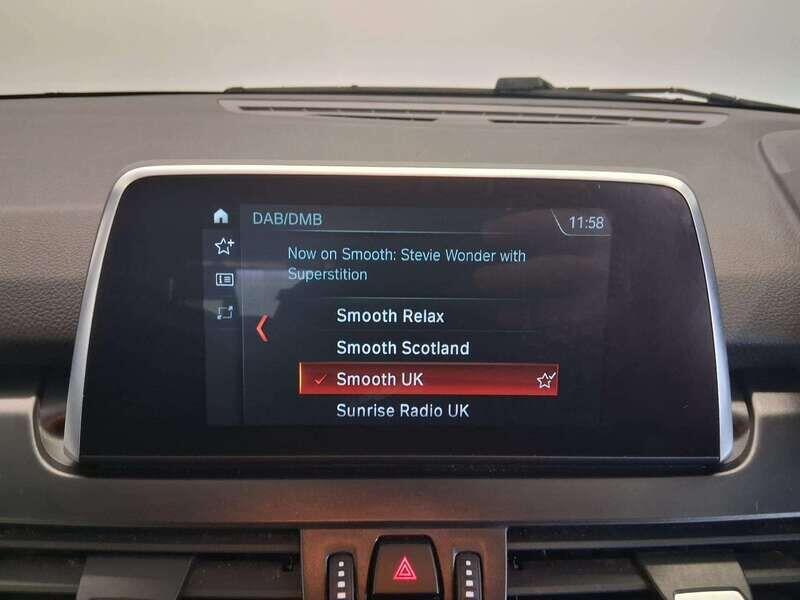 DAB/DMB
11:58
Now on Smooth: Stevie Wonder with
Superstition
Smooth Relax
Smooth Scotland
Smooth UK
Sunrise Radio UK